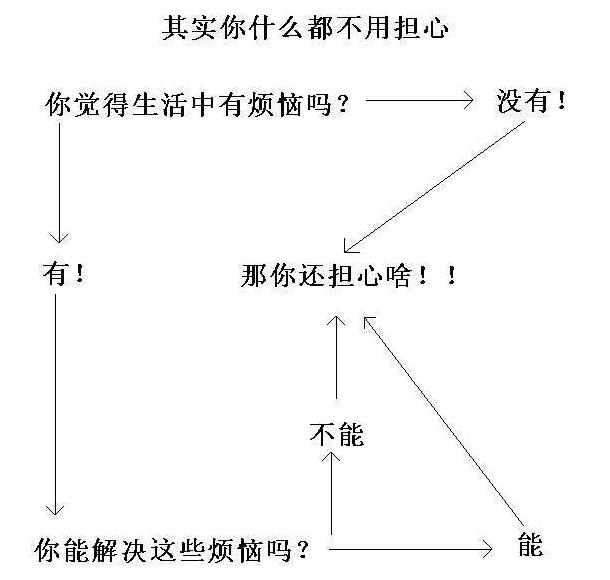 其实你什么都不用担心
你觉得生活中有烦恼吗?
没有!
有!
那你还担心啥!!
不能
你能解决这些烦恼吗?
能